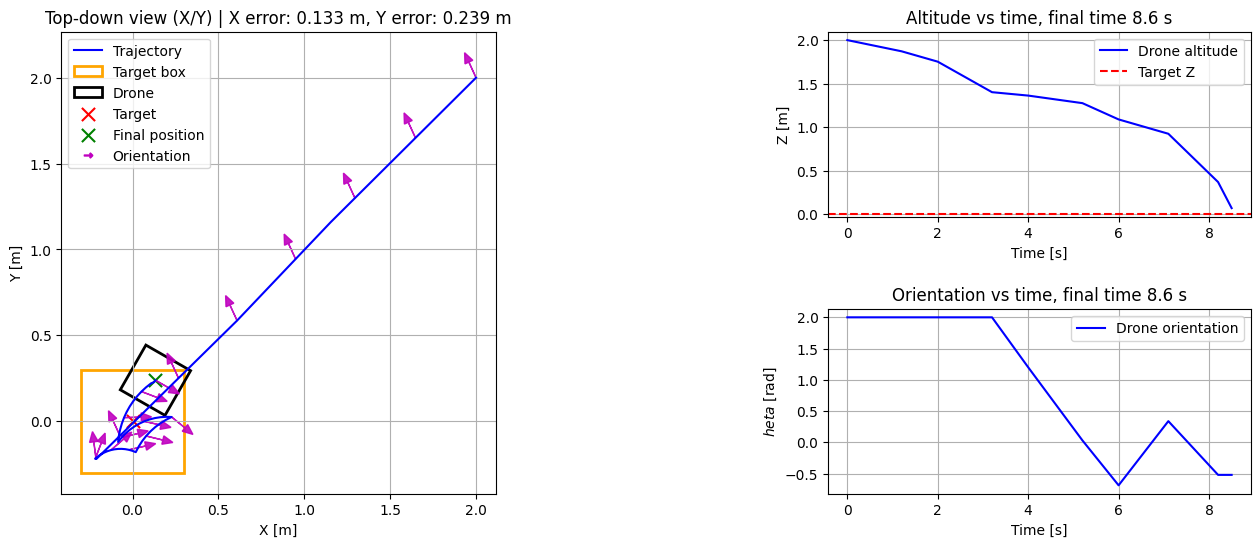 Top-down view (X/Y) | X error: 0.133 m, Y error: 0.239 m
Trajectory
Target box
Drone
Target
Final position
Orientation
2.0
1.5
1.0
0.5
0.0
Y [m]
0.0
0.5
1.0
1.5
2.0
X [m]
Altitude vs time, final time 8.6 s
Drone altitude
Target Z
2.0
1.5
1.0
0.5
0.0
Z [m]
0
2
4
6
8
Time [s]
Orientation vs time, final time 8.6 s
Drone orientation
2.0
1.5
1.0
0.5
0.0
−0.5
heta [rad]
0
2
4
6
8
Time [s]